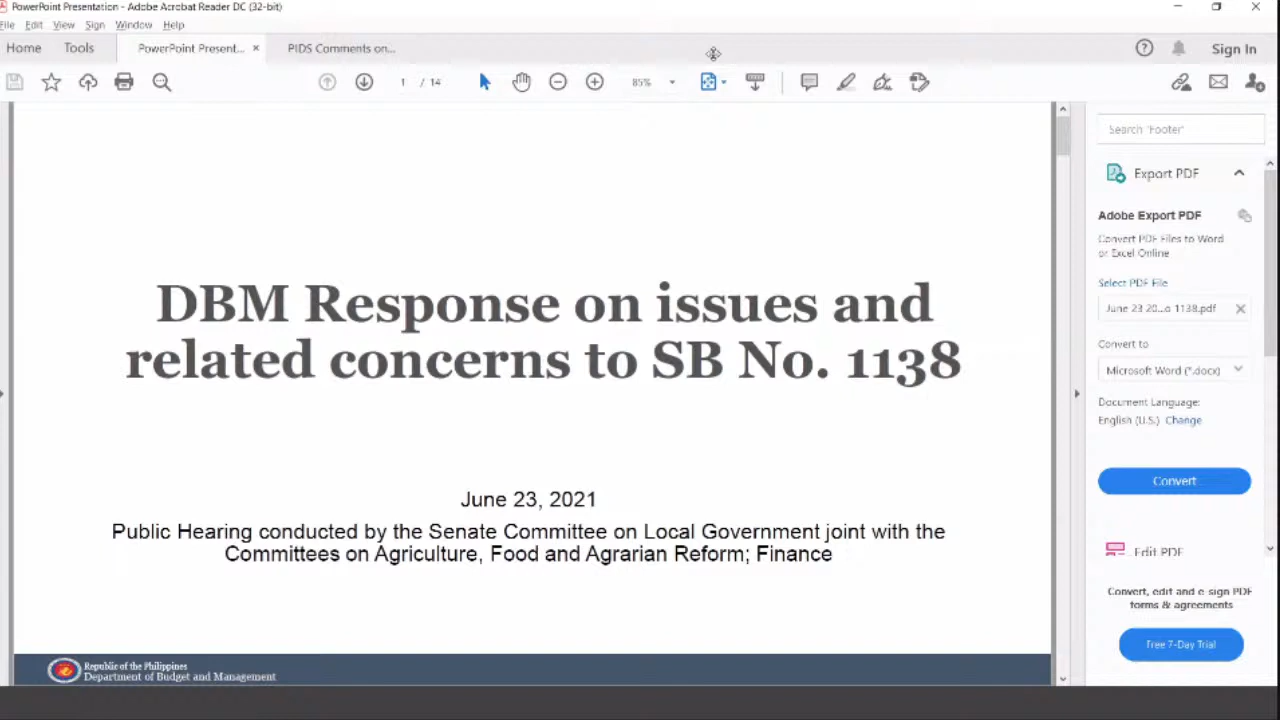 PowerPoint Presentation - Adobe Acrobat Reader DC (32-bit)
File Edit View Sign Window Help
Home Tools PowerPoint Present... × PIDS Comments on... Sign In
1 / 14 85%
Search 'Footer'
Export PDF
Adobe Export PDF
Convert PDF Files to Word
or Excel Online
Select PDF File
June 23 20...o 1138.pdf
Convert to
Microsoft Word (*.docx)
Document Language:
English (U.S.) Change
Convert
Edit PDF
Convert, edit and e-sign PDF
forms & agreements
Free 7-Day Trial
DBM Response on issues and
related concerns to SB No. 1138
June 23, 2021
Public Hearing conducted by the Senate Committee on Local Government joint with the
Committees on Agriculture, Food and Agrarian Reform; Finance
Republic of the Philippines
Department of Budget and Management